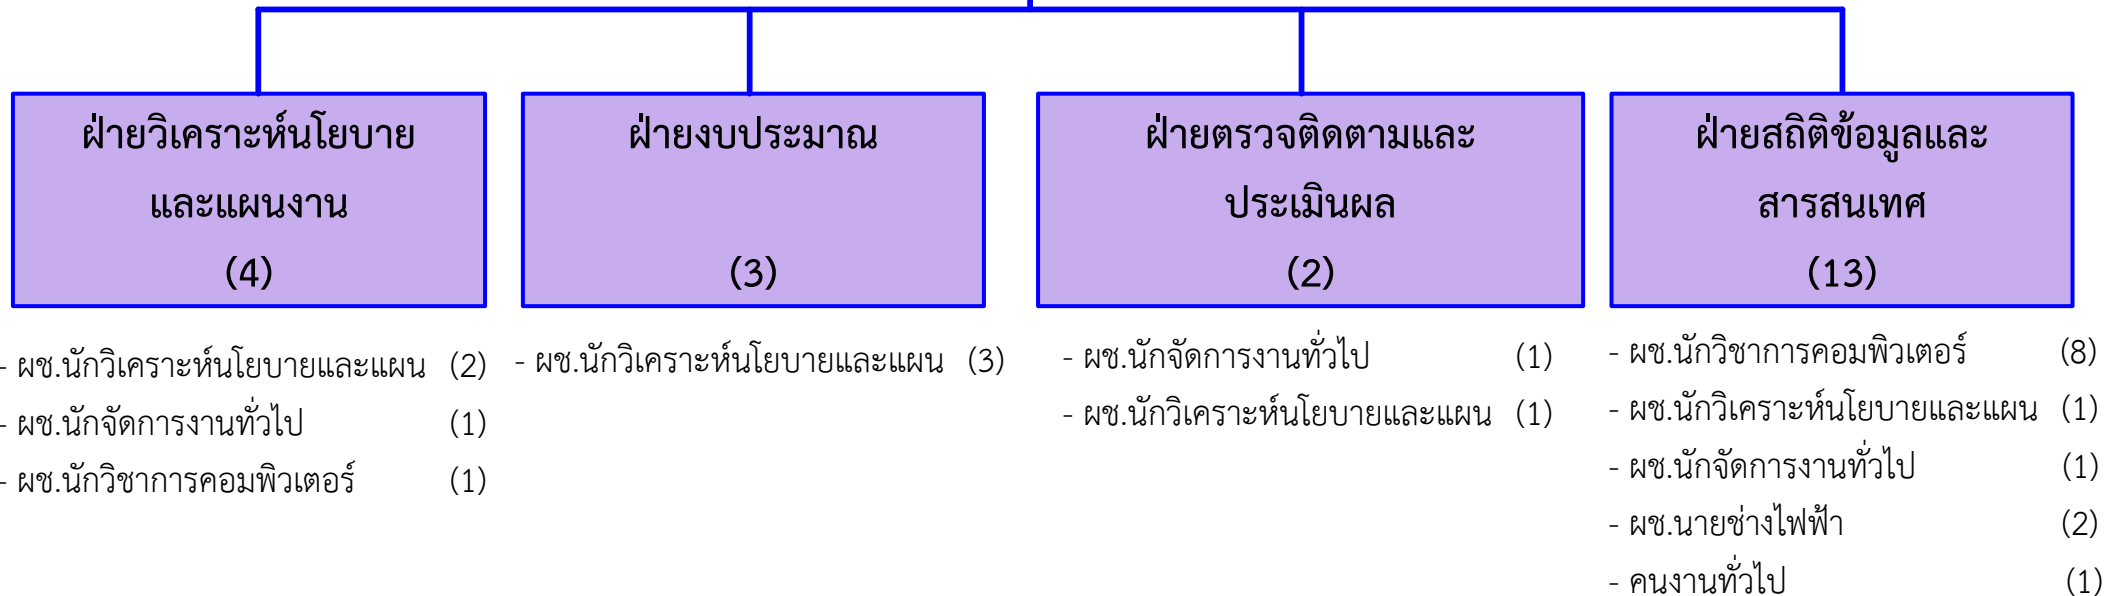 ฝ่ายวิเคราะห์นโยบาย
และแผนงาน
(4)
- ผช.นักวิเคราะห์นโยบายและแผน (2)
- ผช.นักจัดการงานทั่วไป (1)
- ผช.นักวิชาการคอมพิวเตอร์ (1)
ฝ่ายงบประมาณ
(3)
- ผช.นักวิเคราะห์นโยบายและแผน (3)
ฝ่ายตรวจติดตามและ
ประเมินผล
(2)
- ผช.นักจัดการงานทั่วไป (1)
- ผช.นักวิเคราะห์นโยบายและแผน (1)
ฝ่ายสถิติข้อมูลและ
สารสนเทศ
(13)
- ผช.นักวิชาการคอมพิวเตอร์ (8)
- ผช.นักวิเคราะห์นโยบายและแผน (1)
- ผช.นักจัดการงานทั่วไป (1)
- ผช.นายช่างไฟฟ้า (2)
- คนงานทั่วไป (1)